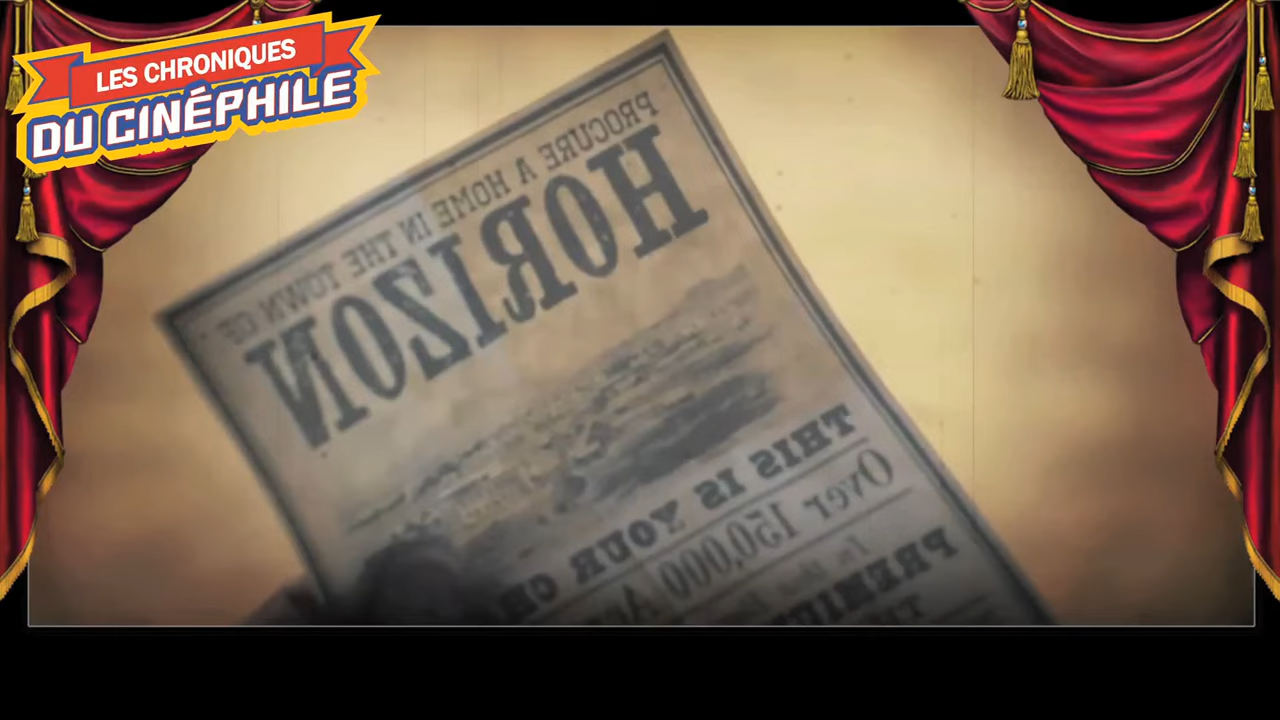 LES CHRONIQUES
DU CINÉPHILE
PROCURE A HOME IN THE TOWN OF
HORIZON
THIS IS YOUR
Over 150,000